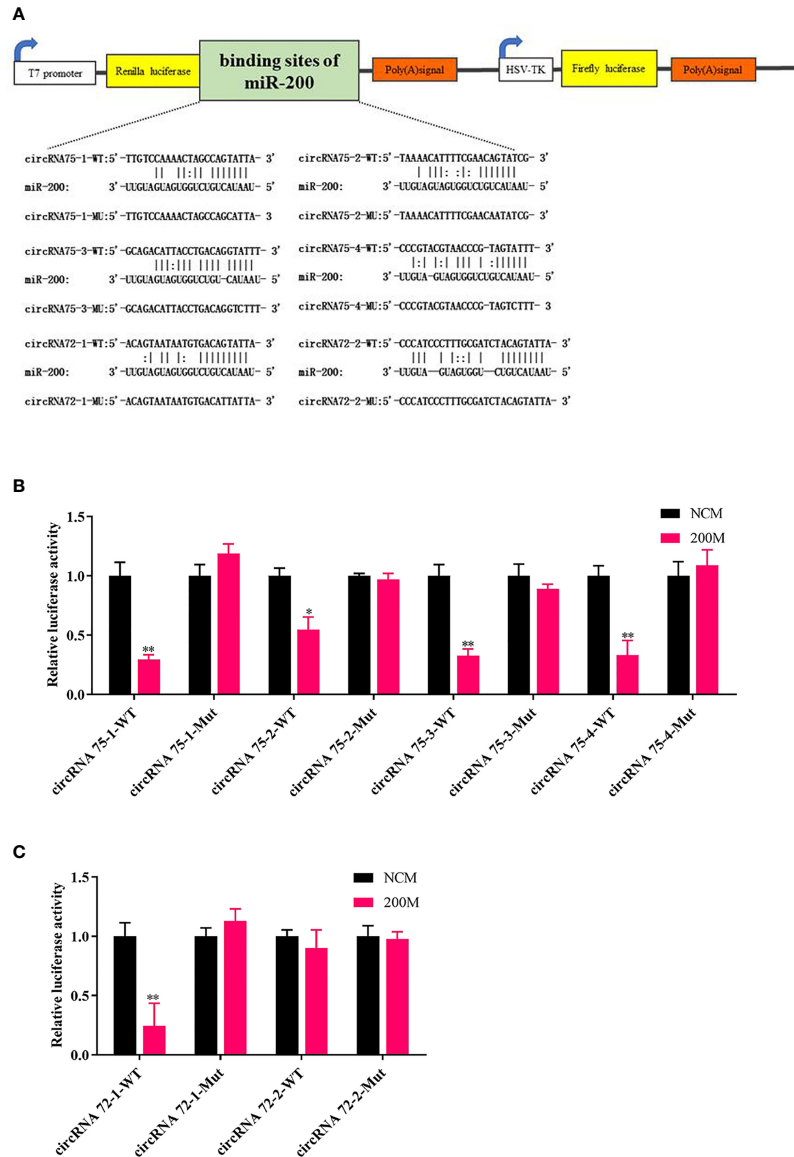 A
T7 promoter
Renilla luciferase
binding sites of
miR-200
Poly(A)signal
HSV-TK
Firefly luciferase
Poly(A)signal
circRNA75-1-WT:5'-TTGTCCAAAACTAGCCAGTATTA- 3'
miR-200: 3'-UUGUAGUAGUGGUCUGUCAUAAU- 5'
circRNA75-1-MU:5'-TTGTCCAAAACTAGCCAGCATTA- 3'
circRNA75-2-WT:5'-TAAAACATTTTCGAACAGTATCG- 3'
miR-200: 3'-UUGUAGUAGUGGUCUGUCAUAAU- 5'
circRNA75-2-MU:5'-TAAAACATTTTCGAACAATATCG- 3'
circRNA75-3-WT:5'-GCAGACATTACCTGACAGGTATTT- 3'
miR-200: 3'-UUGUAGUAGUGGUCUGU-CAUAAU- 5'
circRNA75-3-MU:5'-GCAGACATTACCTGACAGGTCTTT- 3'
circRNA75-4-WT:5'-CCCGTACGTAACCCG-TAGTATTT- 3'
miR-200: 3'-UUGUA-GUAGUGGUCUGUCAUAAU- 5'
circRNA75-4-MU:5'-CCCGTACGTAACCCG-TAGTCTTT- 3
circRNA72-1-WT:5'-ACAGTAATAATGTGACAGTATTA- 3'
miR-200: 3'-UUGUAGUAGUGGUCUGUCAUAAU- 5'
circRNA72-1-MU:5'-ACAGTAATAATGTGACATTATTA- 3'
circRNA72-2-WT:5'-CCCATCCCTTTGCGATCTACAGTATTA- 3'
miR-200: 3'-UUGUA—GUAGUGGU—CUGUCAUAAU- 5'
circRNA72-2-MU:5'-CCCATCCCTTTGCGATCTACAGTATTA- 3'
B
Relative luciferase activity
1.5
1.0
0.5
0.0
NCM
200M
**
*
**
**
circRNA 75-1-WT
circRNA 75-1-Mut
circRNA 75-2-WT
circRNA 75-2-Mut
circRNA 75-3-WT
circRNA 75-3-Mut
circRNA 75-4-WT
circRNA 75-4-Mut
C
Relative luciferase activity
1.5
1.0
0.5
0.0
NCM
200M
**
circRNA 72-1-WT
circRNA 72-1-Mut
circRNA 72-2-WT
circRNA 72-2-Mut